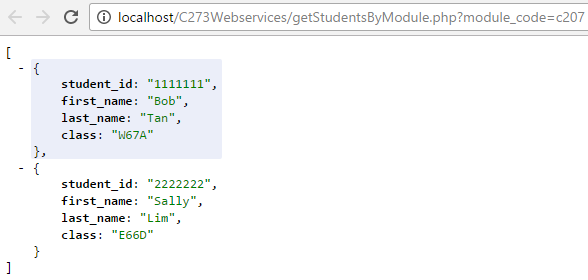 localhost/C273Webservices/getStudentsByModule.php?module_code=c207
[
- {
student_id: "1111111",
first_name: "Bob",
last_name: "Tan",
class: "W67A"
},
- {
student_id: "2222222",
first_name: "Sally",
last_name: "Lim",
class: "E66D"
}
]